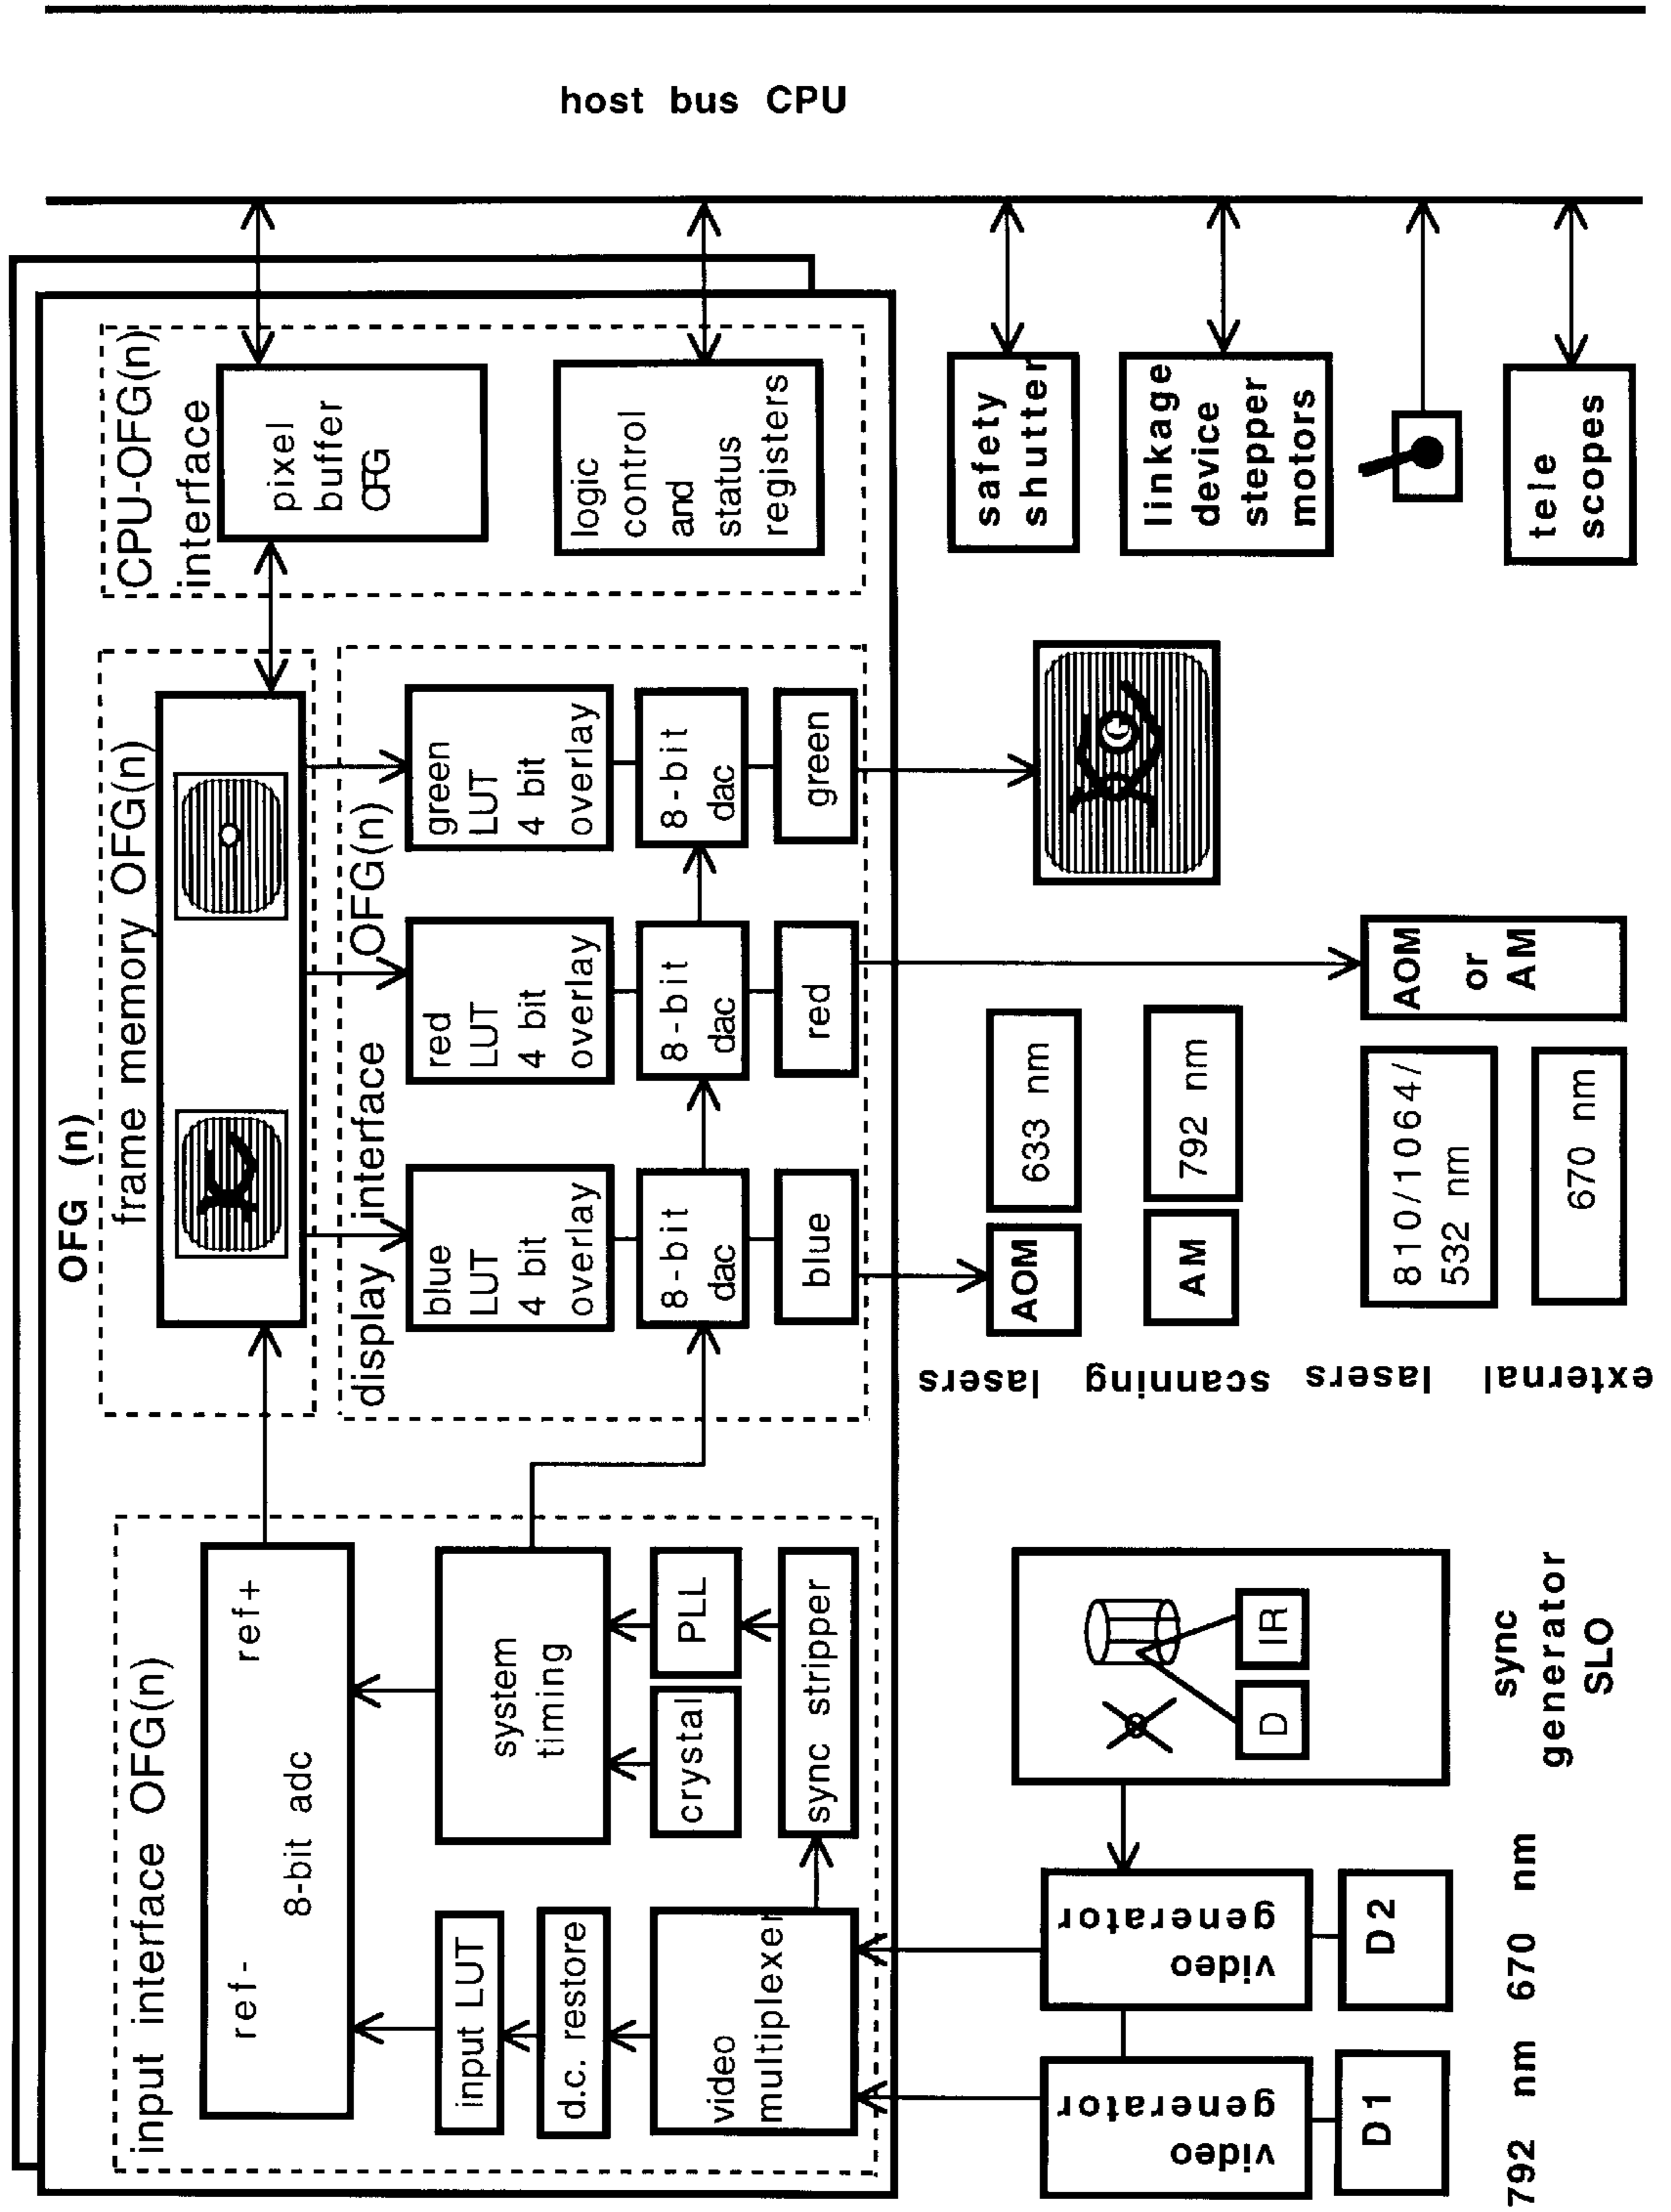 host bus CPU
OFG (n)
input interface OFG(n)
ref-
ref+
8-bit adc
input LUT
d.c. restore
video
multiplexer
system
timing
crystal
PLL
sync stripper
frame memory OFG(n)
display interface OFG(n)
blue
LUT
4 bit
overlay
8-bit
dac
blue
red
LUT
4 bit
overlay
8-bit
dac
red
green
LUT
4 bit
overlay
8-bit
dac
green
CPU-OFG(n)
interface
pixel
buffer
OFG
logic
control
and
status
registers
safety
shutter
linkage
device
stepper
motors
tele
scopes
G
AOM
633 nm
AM
792 nm
810/1064/
532 nm
670 nm
AOM
or
AM
scanning
lasers
external
lasers
D
IR
sync
generator
SLO
video
generator
D1
video
generator
D2
792 nm 670 nm